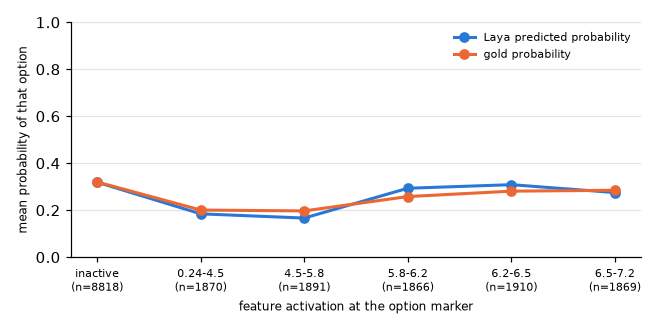 1.0
0.8
0.6
0.4
0.2
0.0
mean probability of that option
Laya predicted probability
gold probability
inactive
(n=8818)
0.24–4.5
(n=1870)
4.5–5.8
(n=1891)
5.8–6.2
(n=1866)
6.2–6.5
(n=1910)
6.5–7.2
(n=1869)
feature activation at the option marker